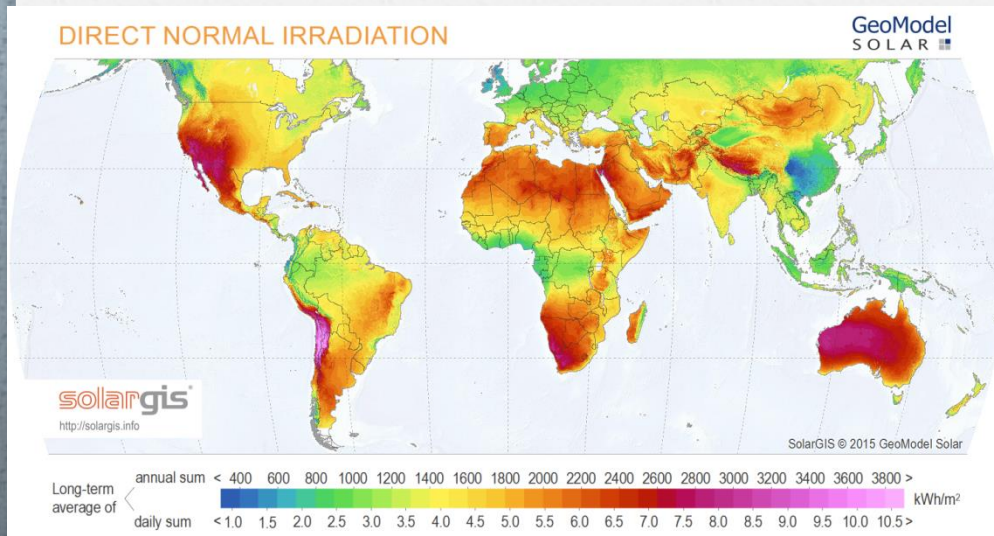 DIRECT NORMAL IRRADIATION
GeoModel
SOLAR
solargis
http://solargis.info
SolarGIS © 2015 GeoModel Solar
Long-term
average of
annual sum < 400 600 800 1000 1200 1400 1600 1800 2000 2200 2400 2600 2800 3000 3200 3400 3600 3800 >
kWh/m²
daily sum < 1.0 1.5 2.0 2.5 3.0 3.5 4.0 4.5 5.0 5.5 6.0 6.5 7.0 7.5 8.0 8.5 9.0 9.5 10.0 10.5 >